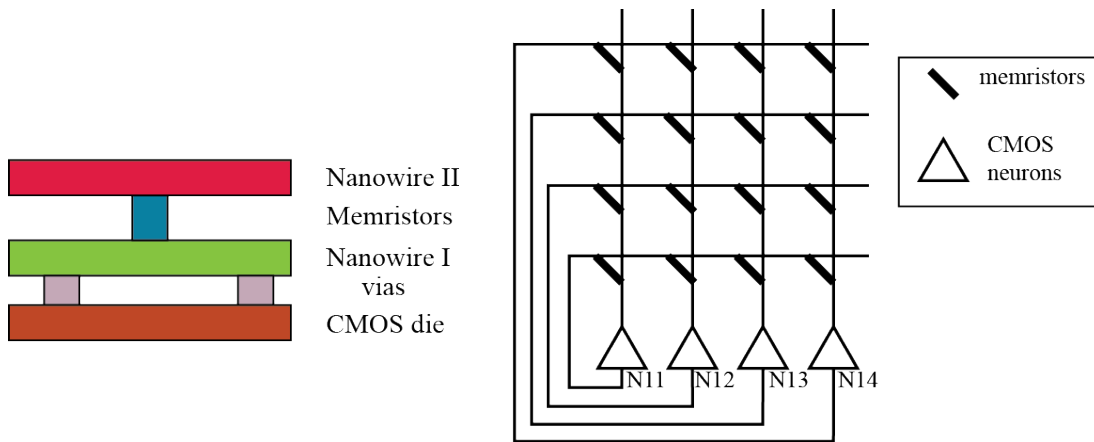 Nanowire II
Memristors
Nanowire I
vias
CMOS die
N11
N12
N13
N14
memristors
CMOS
neurons